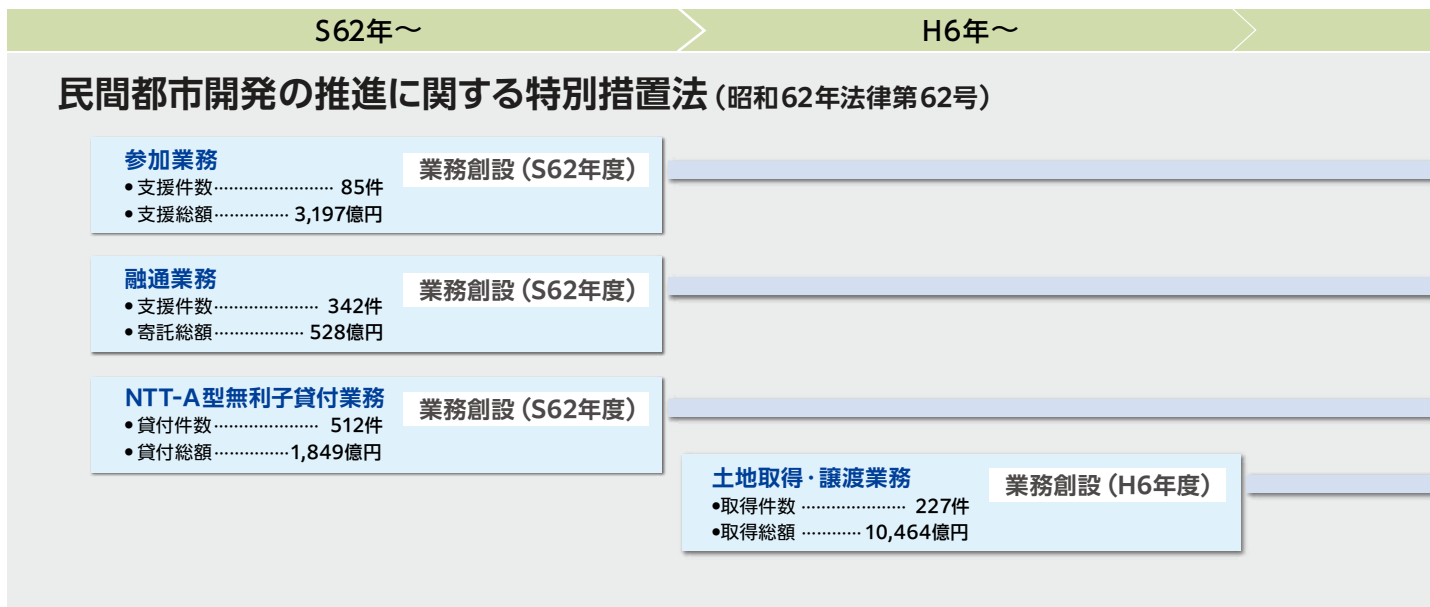 S62年～
H6年～
民間都市開発の推進に関する特別措置法（昭和62年法律第62号）
参加業務
業務創設（S62年度）
•支援件数························ 85件
•支援総額··············· 3,197億円
融通業務
業務創設（S62年度）
•支援件数····················· 342件
•寄託総額·················· 528億円
NTT-A型無利子貸付業務
業務創設（S62年度）
•貸付件数····················· 512件
•貸付総額···············1,849億円
土地取得・譲渡業務
業務創設（H6年度）
•取得件数 ····················· 227件
•取得総額 ············ 10,464億円